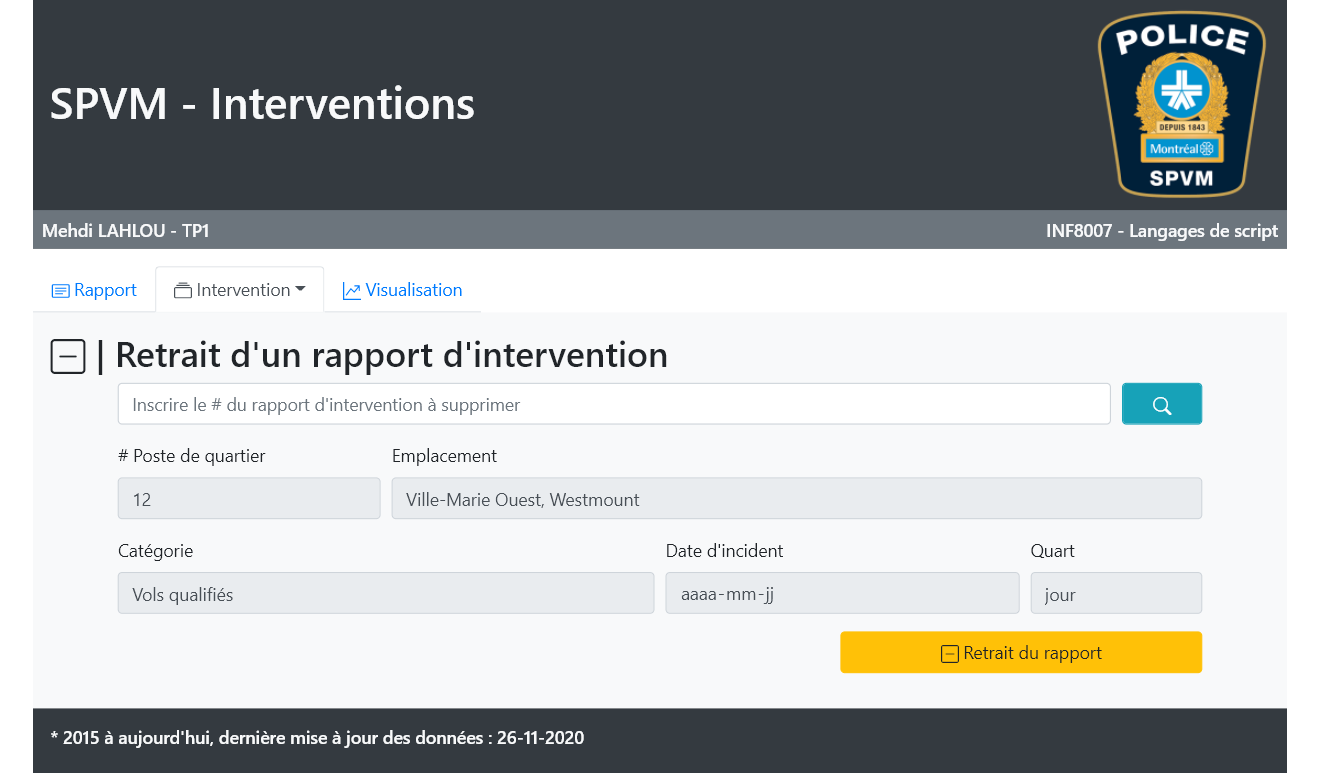 SPVM - Interventions
POLICE
DEPUIS 1843
Montréal
SPVM
Mehdi LAHLOU - TP1
INF8007 - Langages de script
Rapport
Intervention
Visualisation
| Retrait d'un rapport d'intervention
Inscrire le # du rapport d'intervention à supprimer
# Poste de quartier
Emplacement
12
Ville-Marie Ouest, Westmount
Catégorie
Date d'incident
Quart
Vols qualifiés
aaaa-mm-jj
jour
Retrait du rapport
* 2015 à aujourd'hui, dernière mise à jour des données : 26-11-2020